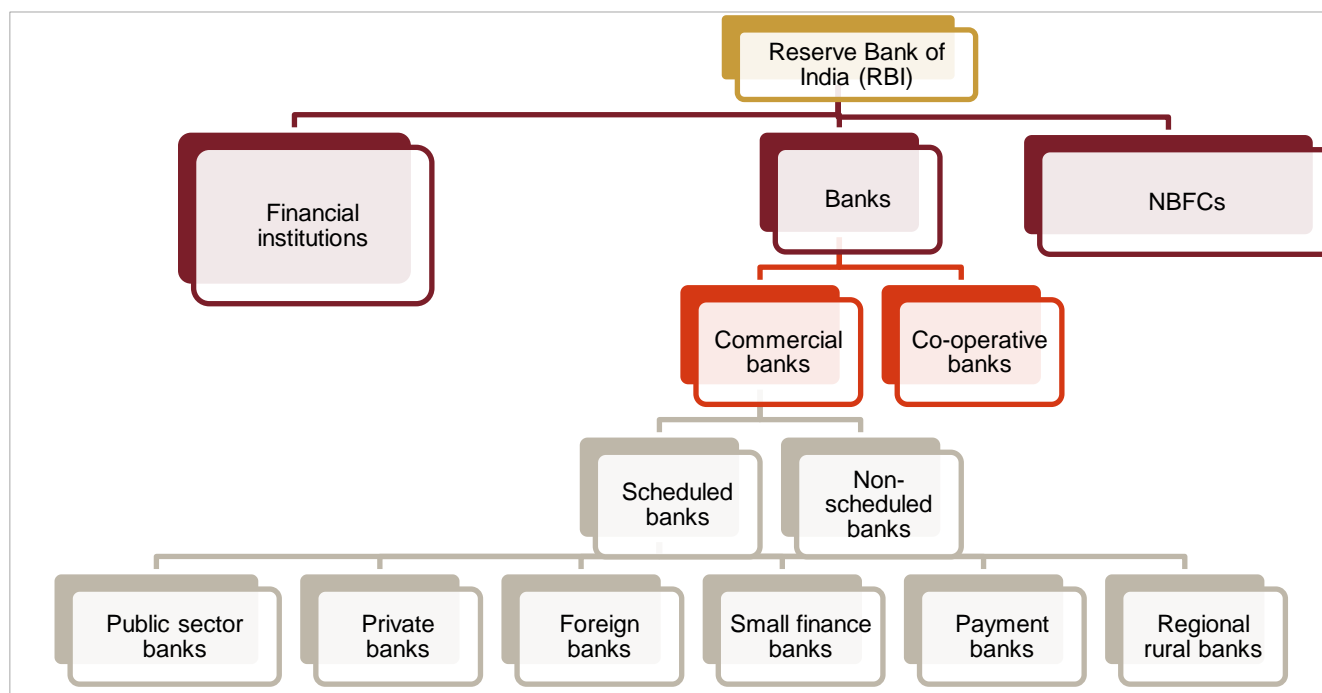 Reserve Bank of
India (RBI)
Financial
institutions
Banks
NBFCs
Commercial
banks
Co-operative
banks
Scheduled
banks
Non-
scheduled
banks
Public sector
banks
Private
banks
Foreign
banks
Small finance
banks
Payment
banks
Regional
rural banks